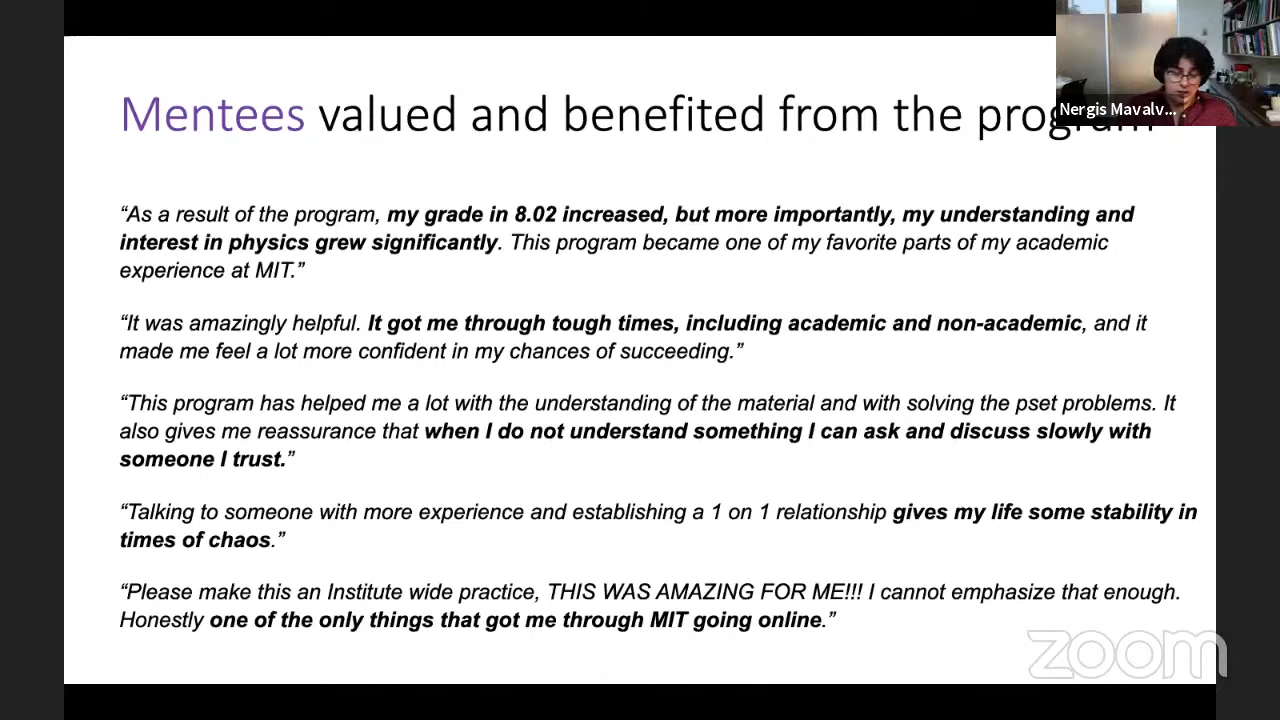 Mentees valued and benefited from the program
Nergis Mavalv...
“As a result of the program, my grade in 8.02 increased, but more importantly, my understanding and
interest in physics grew significantly. This program became one of my favorite parts of my academic
experience at MIT.”
“It was amazingly helpful. It got me through tough times, including academic and non-academic, and it
made me feel a lot more confident in my chances of succeeding.”
“This program has helped me a lot with the understanding of the material and with solving the pset problems. It
also gives me reassurance that when I do not understand something I can ask and discuss slowly with
someone I trust.”
“Talking to someone with more experience and establishing a 1 on 1 relationship gives my life some stability in
times of chaos.”
“Please make this an Institute wide practice, THIS WAS AMAZING FOR ME!!! I cannot emphasize that enough.
Honestly one of the only things that got me through MIT going online.”
zoom